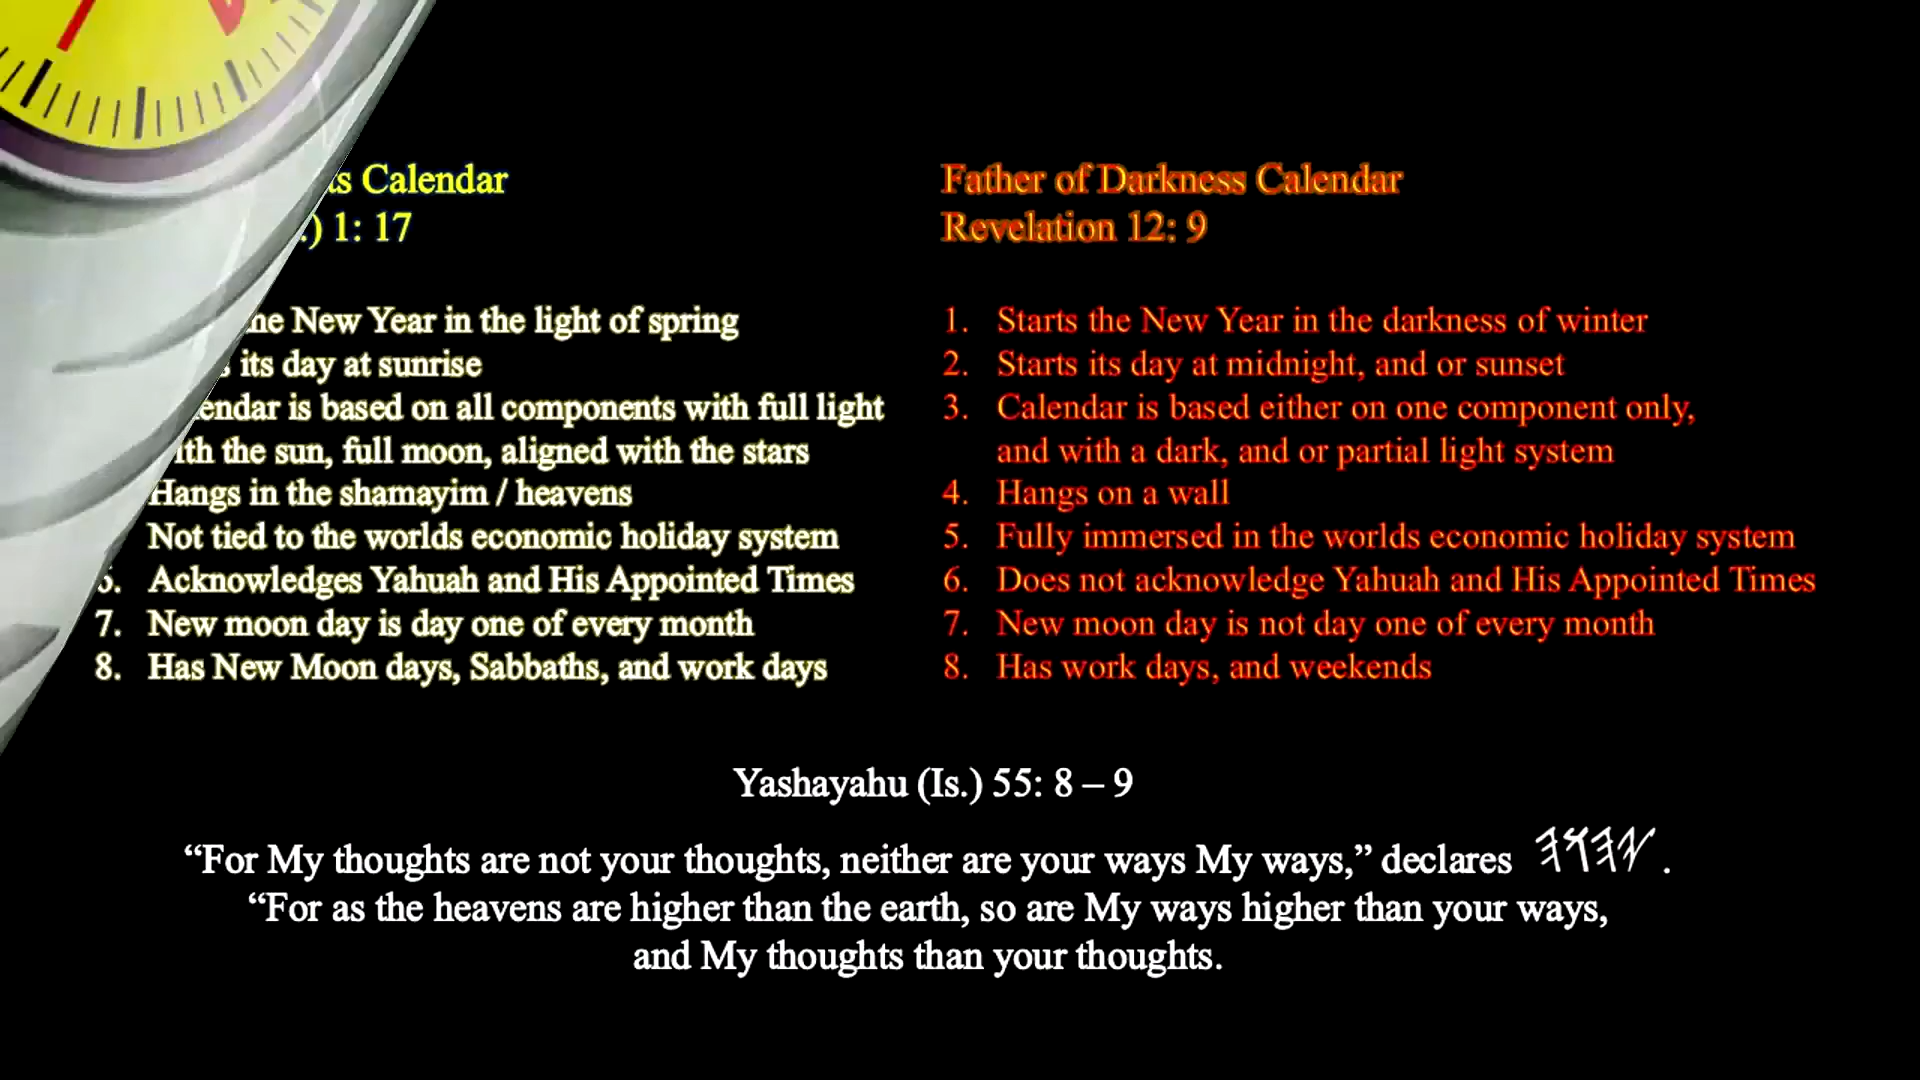 Calendar
1: 17
New Year in the light of spring
its day at sunrise
is based on all components with full light
the sun, full moon, aligned with the stars
Hangs in the shamayim / heavens
Not tied to the worlds economic holiday system
Acknowledges Yahuah and His Appointed Times
7. New moon day is day one of every month
8. Has New Moon days, Sabbaths, and work days
Father of Darkness Calendar
Revelation 12: 9
1. Starts the New Year in the darkness of winter
2. Starts its day at midnight, and or sunset
3. Calendar is based either on one component only,
and with a dark, and or partial light system
4. Hangs on a wall
5. Fully immersed in the worlds economic holiday system
6. Does not acknowledge Yahuah and His Appointed Times
7. New moon day is not day one of every month
8. Has work days, and weekends
Yashayahu (Is.) 55: 8 – 9
“For My thoughts are not your thoughts, neither are your ways My ways,” declares 𐤉𐤄𐤅𐤄 .
“For as the heavens are higher than the earth, so are My ways higher than your ways,
and My thoughts than your thoughts.